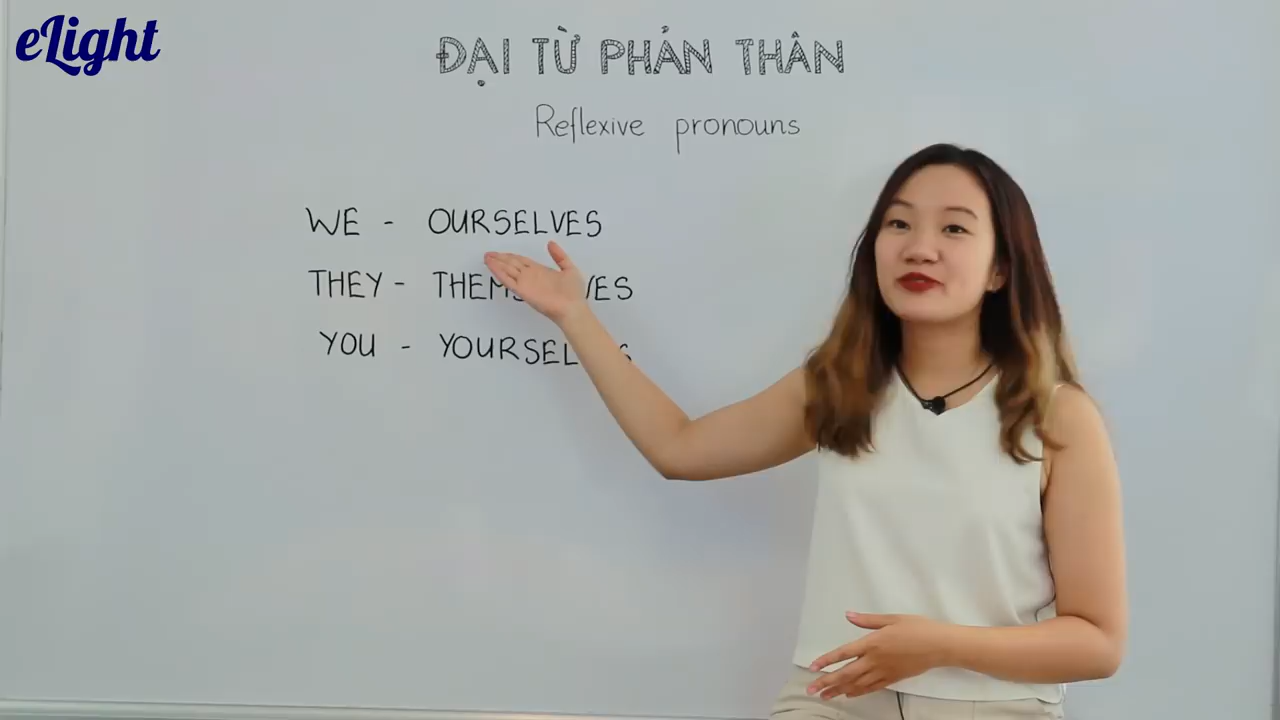 eLight
ĐẠI TỪ PHẢN THÂN
Reflexive pronouns
WE - OURSELVES
THEY -
YOU -